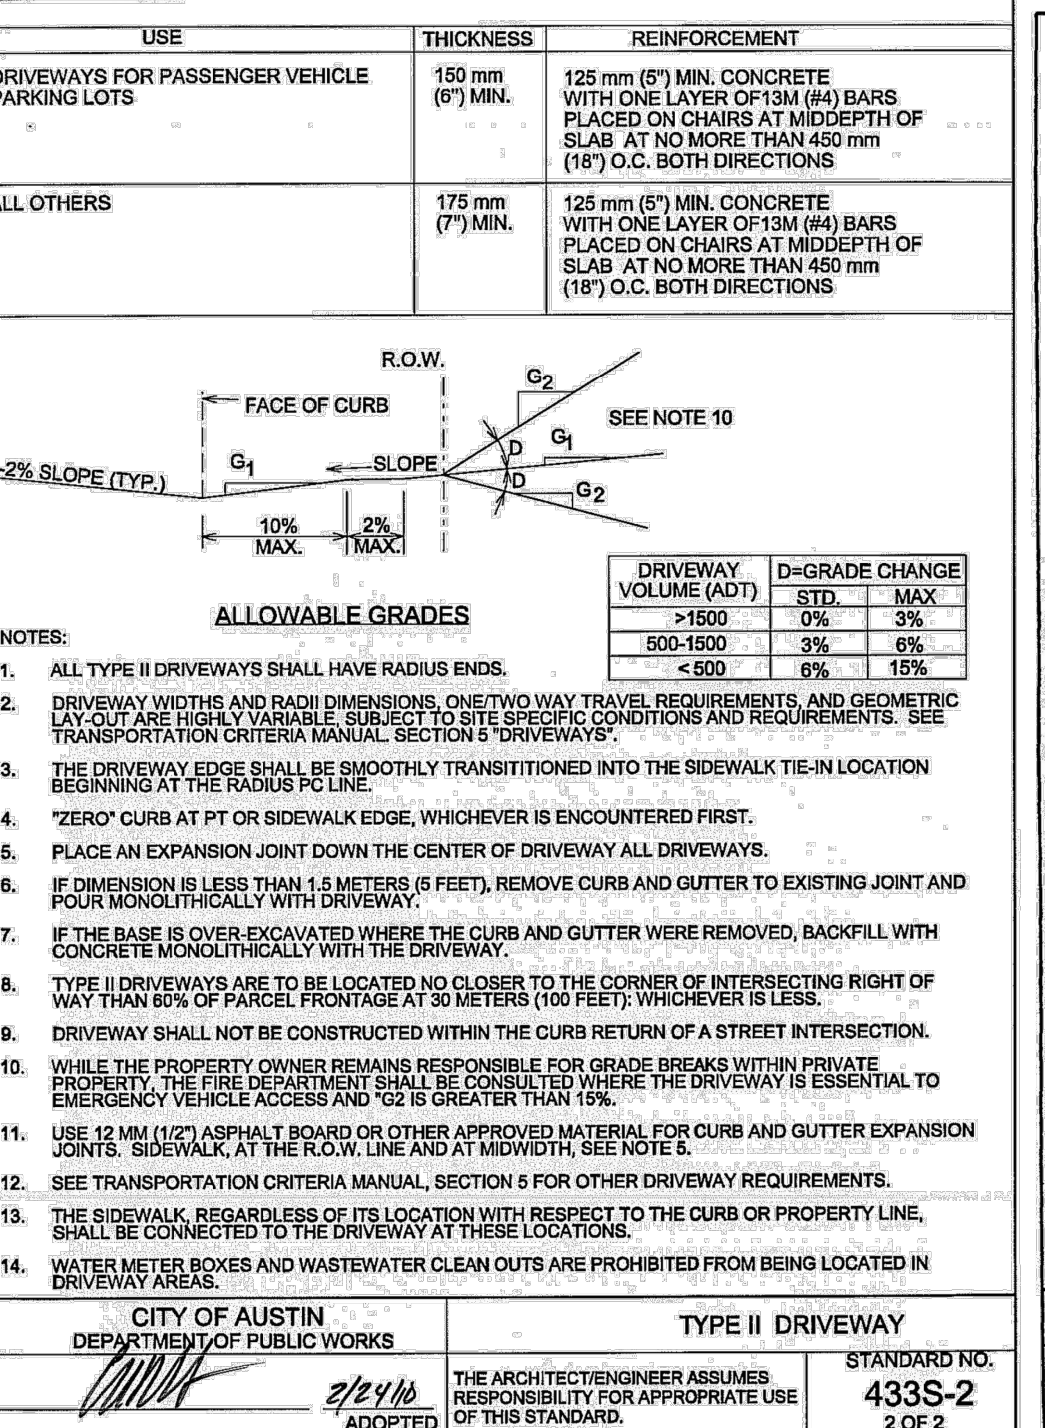 USE THICKNESS REINFORCEMENT
DRIVEWAYS FOR PASSENGER VEHICLE
PARKING LOTS
150 mm
(6") MIN.
125 mm (5") MIN. CONCRETE
WITH ONE LAYER OF13M (#4) BARS
PLACED ON CHAIRS AT MIDDEPTH OF
SLAB AT NO MORE THAN 450 mm
(18") O.C. BOTH DIRECTIONS
ALL OTHERS
175 mm
(7") MIN.
125 mm (5") MIN. CONCRETE
WITH ONE LAYER OF13M (#4) BARS
PLACED ON CHAIRS AT MIDDEPTH OF
SLAB AT NO MORE THAN 450 mm
(18") O.C. BOTH DIRECTIONS
R.O.W.
G2
FACE OF CURB
SEE NOTE 10
D
G1
-2% SLOPE (TYP.)
G1
SLOPE
D
G2
10%
MAX.
2%
MAX.
ALLOWABLE GRADES
DRIVEWAY
VOLUME (ADT)
D=GRADE CHANGE
STD. MAX
>1500 0% 3%
500-1500 3% 6%
<500 6% 15%
NOTES:
1. ALL TYPE II DRIVEWAYS SHALL HAVE RADIUS ENDS.
2. DRIVEWAY WIDTHS AND RADII DIMENSIONS, ONE/TWO WAY TRAVEL REQUIREMENTS, AND GEOMETRIC
LAY-OUT ARE HIGHLY VARIABLE, SUBJECT TO SITE SPECIFIC CONDITIONS AND REQUIREMENTS. SEE
TRANSPORTATION CRITERIA MANUAL. SECTION 5 "DRIVEWAYS".
3. THE DRIVEWAY EDGE SHALL BE SMOOTHLY TRANSITITIONED INTO THE SIDEWALK TIE-IN LOCATION
BEGINNING AT THE RADIUS PC LINE.
4. "ZERO" CURB AT PT OR SIDEWALK EDGE, WHICHEVER IS ENCOUNTERED FIRST.
5. PLACE AN EXPANSION JOINT DOWN THE CENTER OF DRIVEWAY ALL DRIVEWAYS.
6. IF DIMENSION IS LESS THAN 1.5 METERS (5 FEET), REMOVE CURB AND GUTTER TO EXISTING JOINT AND
POUR MONOLITHICALLY WITH DRIVEWAY.
7. IF THE BASE IS OVER-EXCAVATED WHERE THE CURB AND GUTTER WERE REMOVED, BACKFILL WITH
CONCRETE MONOLITHICALLY WITH THE DRIVEWAY.
8. TYPE II DRIVEWAYS ARE TO BE LOCATED NO CLOSER TO THE CORNER OF INTERSECTING RIGHT OF
WAY THAN 60% OF PARCEL FRONTAGE AT 30 METERS (100 FEET): WHICHEVER IS LESS.
9. DRIVEWAY SHALL NOT BE CONSTRUCTED WITHIN THE CURB RETURN OF A STREET INTERSECTION.
10. WHILE THE PROPERTY OWNER REMAINS RESPONSIBLE FOR GRADE BREAKS WITHIN PRIVATE
PROPERTY, THE FIRE DEPARTMENT SHALL BE CONSULTED WHERE THE DRIVEWAY IS ESSENTIAL TO
EMERGENCY VEHICLE ACCESS AND "G2 IS GREATER THAN 15%.
11. USE 12 MM (1/2") ASPHALT BOARD OR OTHER APPROVED MATERIAL FOR CURB AND GUTTER EXPANSION
JOINTS. SIDEWALK, AT THE R.O.W. LINE AND AT MIDWIDTH, SEE NOTE 5.
12. SEE TRANSPORTATION CRITERIA MANUAL, SECTION 5 FOR OTHER DRIVEWAY REQUIREMENTS.
13. THE SIDEWALK, REGARDLESS OF ITS LOCATION WITH RESPECT TO THE CURB OR PROPERTY LINE,
SHALL BE CONNECTED TO THE DRIVEWAY AT THESE LOCATIONS.
14. WATER METER BOXES AND WASTEWATER CLEAN OUTS ARE PROHIBITED FROM BEING LOCATED IN
DRIVEWAY AREAS.
CITY OF AUSTIN
DEPARTMENT OF PUBLIC WORKS
TYPE II DRIVEWAY
2/24/10
ADOPTED
THE ARCHITECT/ENGINEER ASSUMES
RESPONSIBILITY FOR APPROPRIATE USE
OF THIS STANDARD.
STANDARD NO.
433S-2
2 OF 2